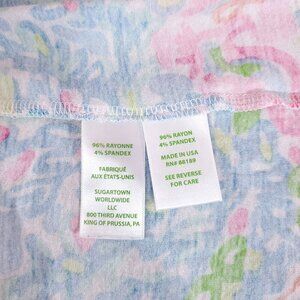 96% RAYONNE
4% SPANDEX
FABRIQUÉ
AUX ÉTATS-UNIS
SUGARTOWN
WORLDWIDE
LLC
800 THIRD AVENUE
KING OF PRUSSIA, PA
96% RAYON
4% SPANDEX
MADE IN USA
RN# 88189
SEE REVERSE
FOR CARE